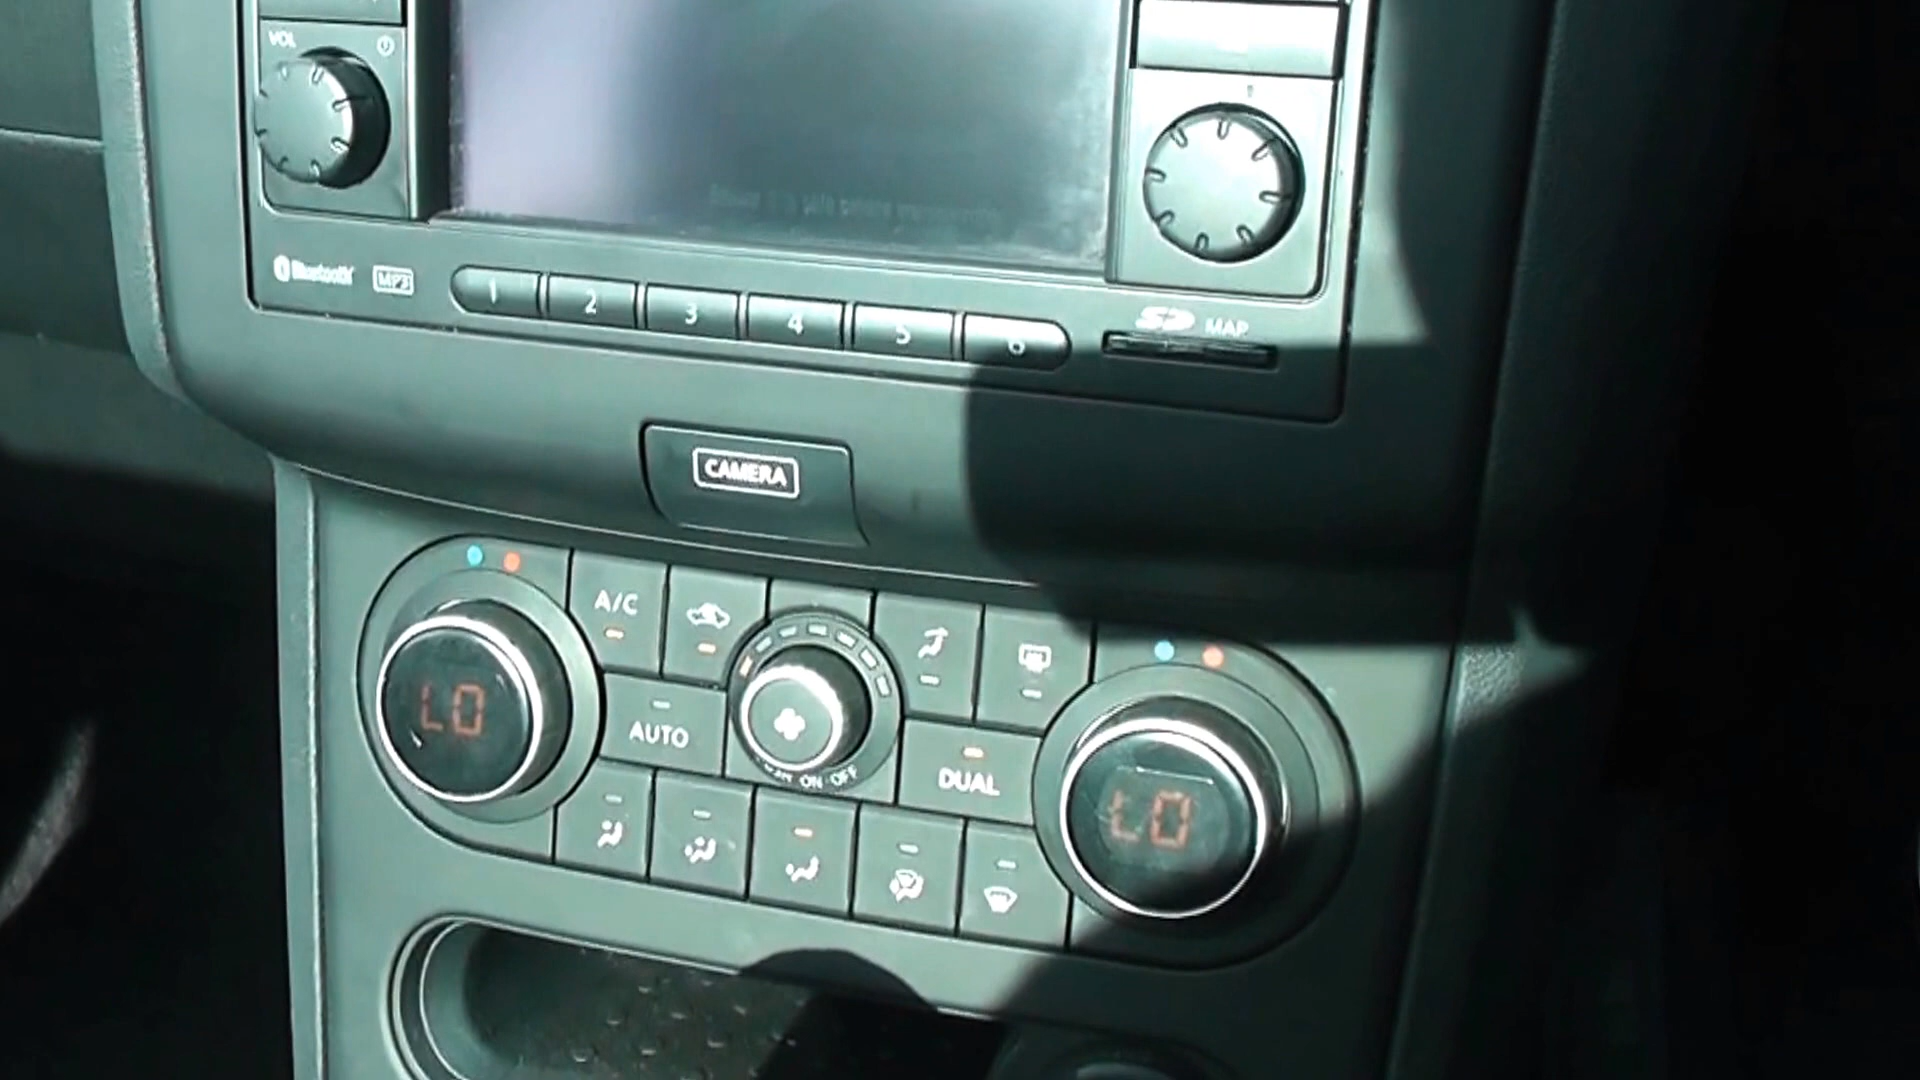 VOL
Bluetooth
MP3
1 2 3 4 5 6
SD MAP
CAMERA
A/C
LO
AUTO
ON OFF
DUAL
LO